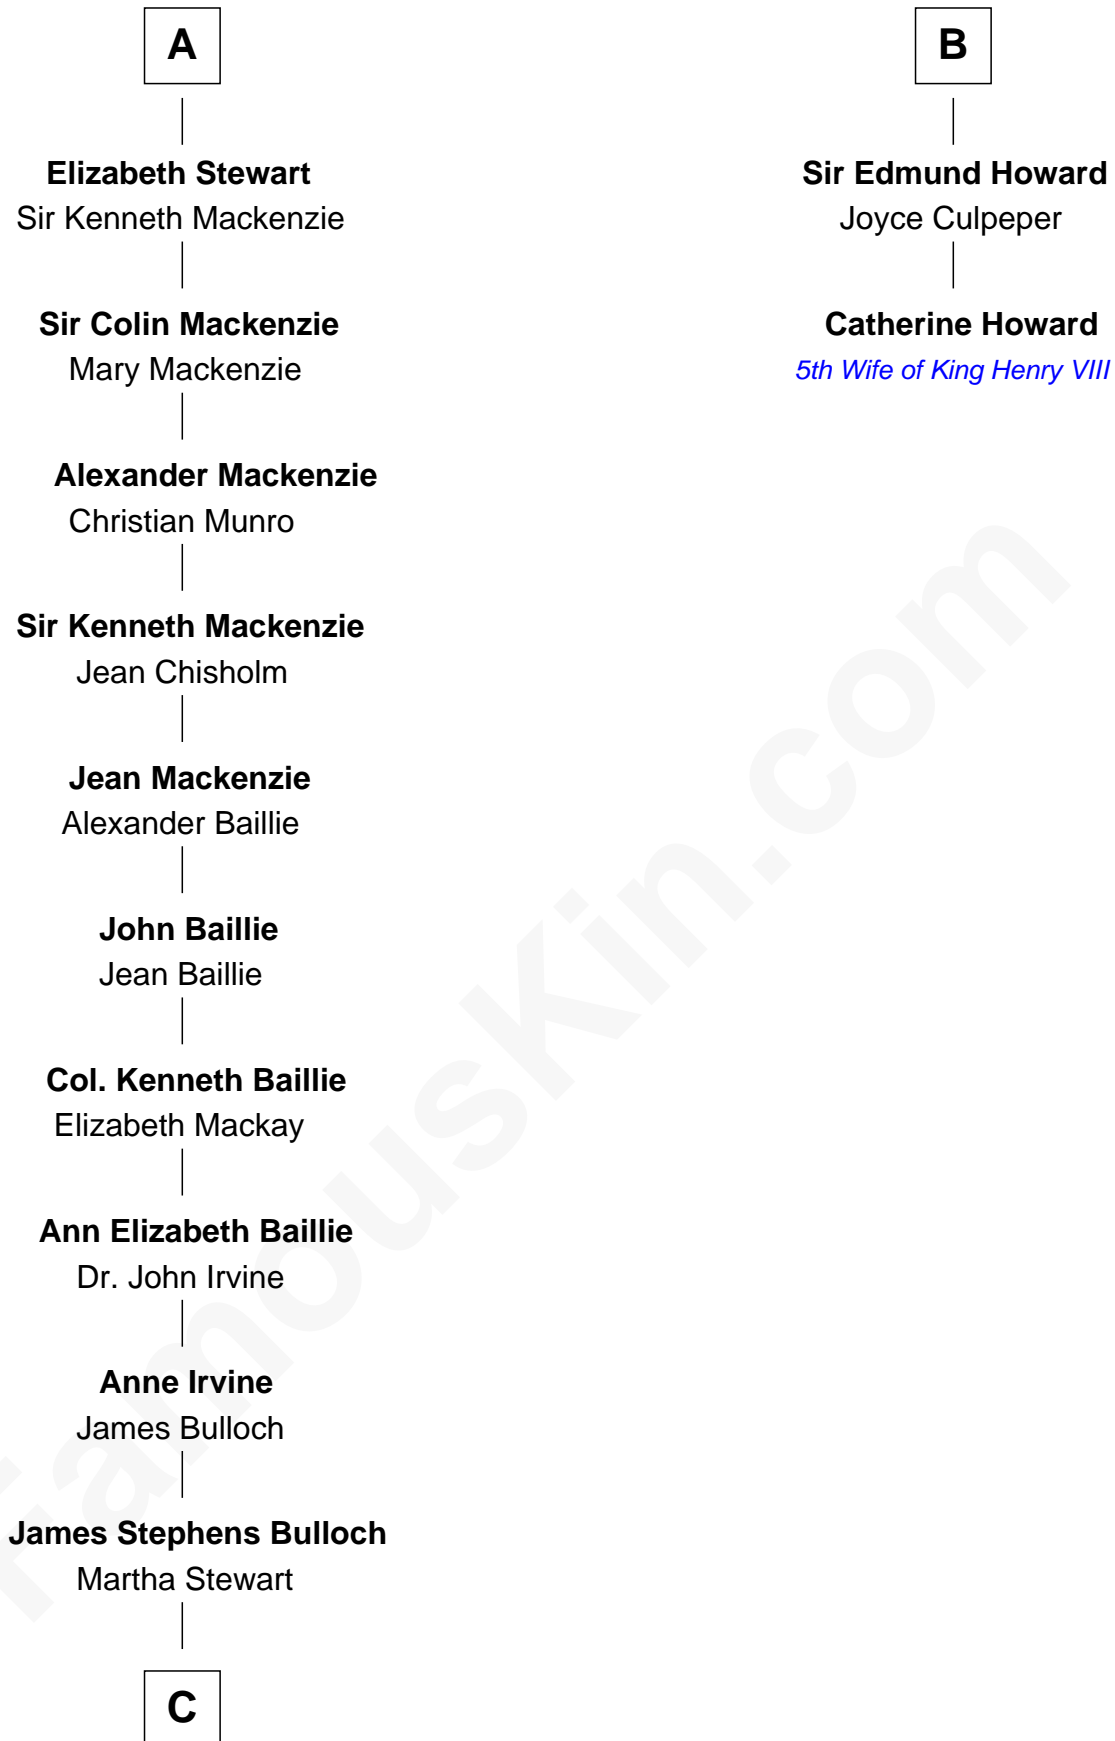 A
B
Elizabeth Stewart
Sir Kenneth Mackenzie
Sir Edmund Howard
Joyce Culpeper
Sir Colin Mackenzie
Mary Mackenzie
Catherine Howard
5th Wife of King Henry VIII
Alexander Mackenzie
Christian Munro
Sir Kenneth Mackenzie
Jean Chisholm
Jean Mackenzie
Alexander Baillie
John Baillie
Jean Baillie
Col. Kenneth Baillie
Elizabeth Mackay
Ann Elizabeth Baillie
Dr. John Irvine
Anne Irvine
James Bulloch
James Stephens Bulloch
Martha Stewart
C
FamousKin.com